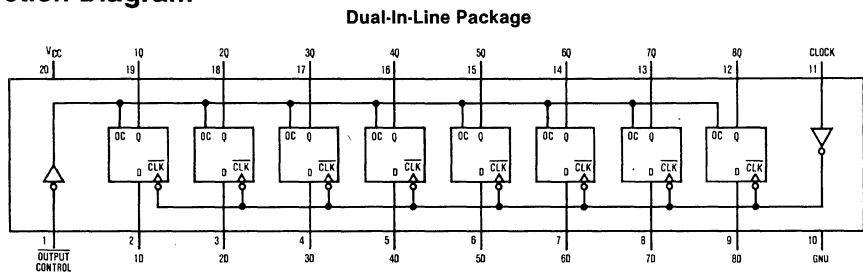 ction Diagram
Dual-In-Line Package
VCC 1Q 2Q 3Q 4Q 5Q 6Q 7Q 8Q CLOCK
20 19 18 17 16 15 14 13 12 11
OC Q OC Q OC Q OC Q OC Q OC Q OC Q OC Q
CLK CLK CLK CLK CLK CLK CLK CLK
D D D D D D D D
1 2 3 4 5 6 7 8 9 10
OUTPUT CONTROL 1D 2D 3D 4D 5D 6D 7D 8D GND